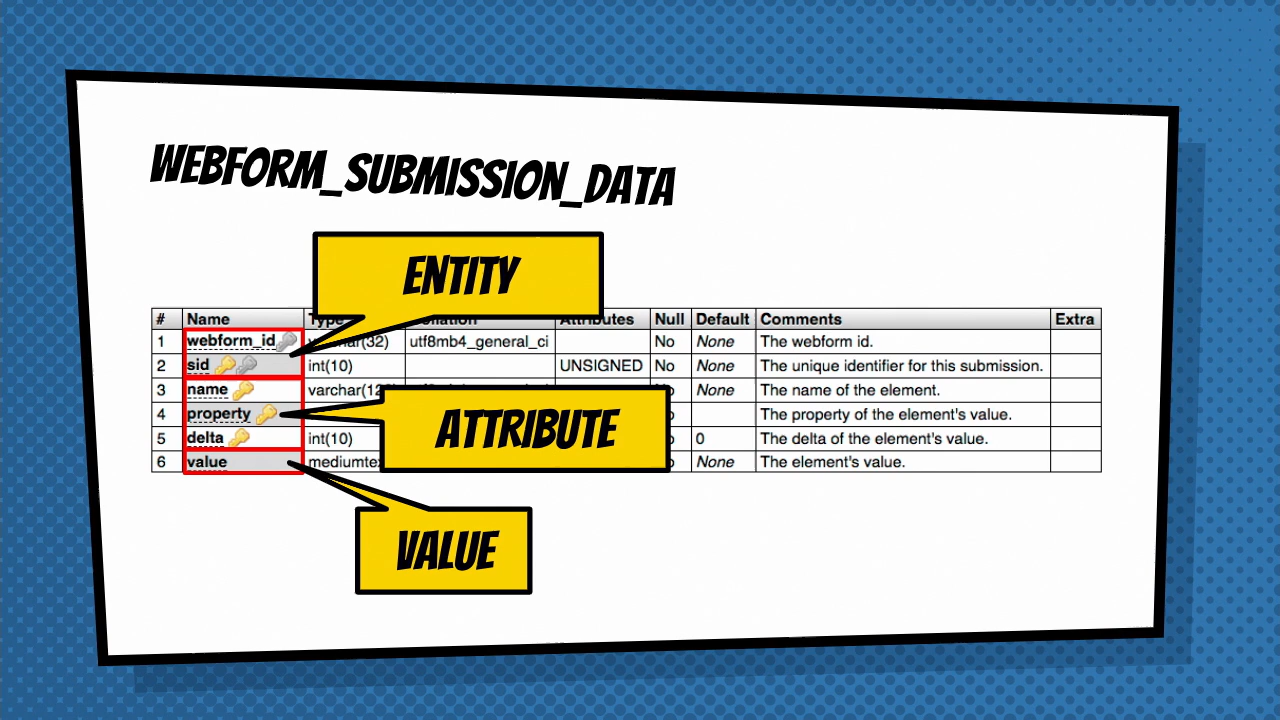 WEBFORM_SUBMISSION_DATA
ENTITY
# Name Null Default Comments Extra
1 webform_id utf8mb4_general_ci No None The webform id.
2 sid int(10) UNSIGNED No None The unique identifier for this submission.
3 name None The name of the element.
4 property The property of the element's value.
ATTRIBUTE
5 delta int(10) 0 The delta of the element's value.
6 value None The element's value.
VALUE